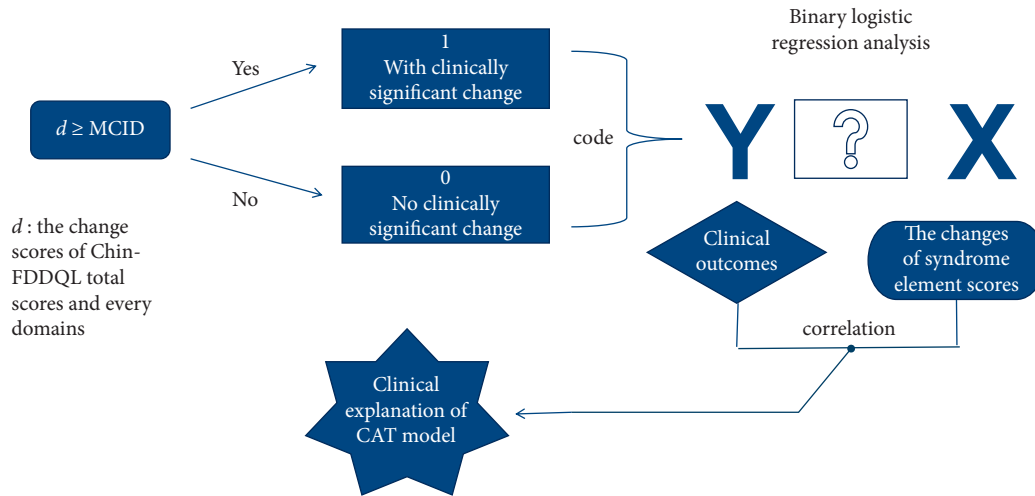 d ≥ MCID
Yes
No
1
With clinically
significant change
0
No clinically
significant change
code
Binary logistic
regression analysis
Y
?
X
Clinical
outcomes
The changes
of syndrome
element scores
correlation
d : the change
scores of Chin-
FDDQL total
scores and every
domains
Clinical
explanation of
CAT model